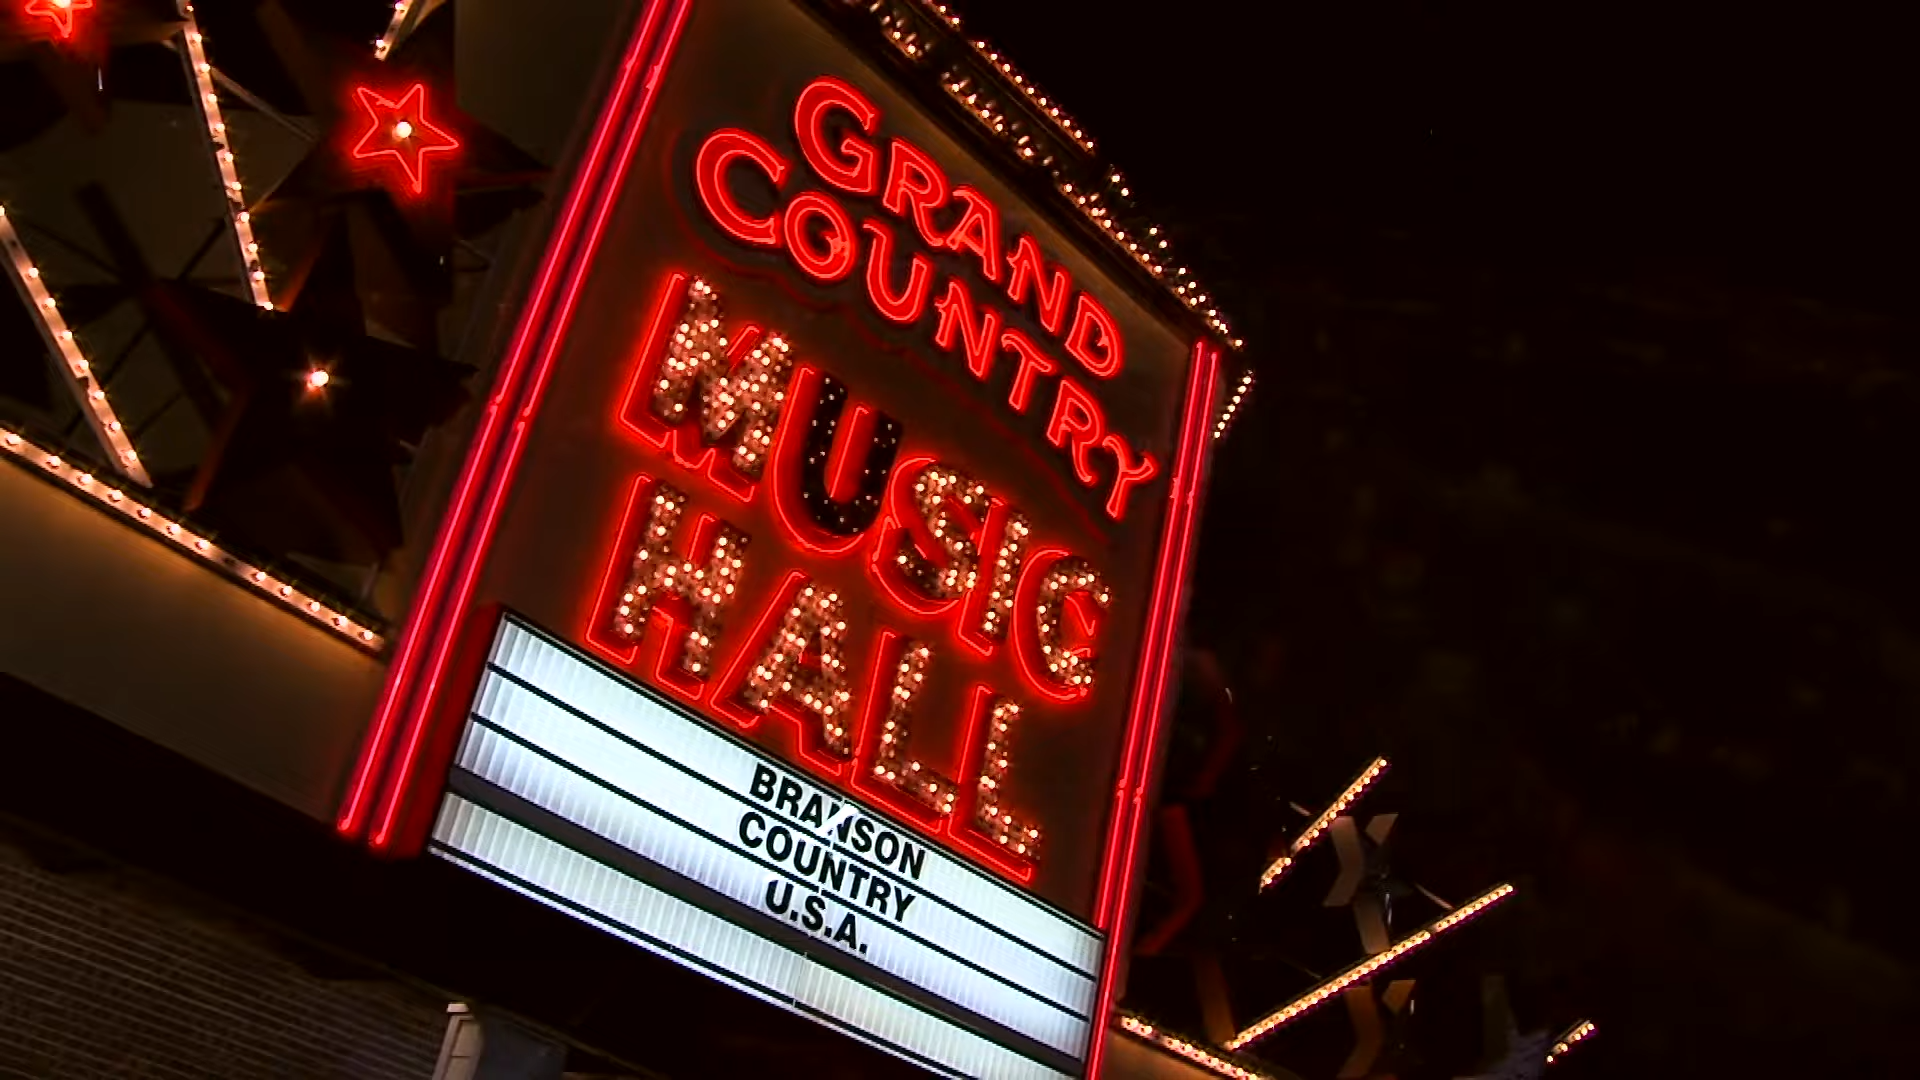 GRAND
COUNTRY
MUSIC
HALL
BRANSON
COUNTRY
U.S.A.